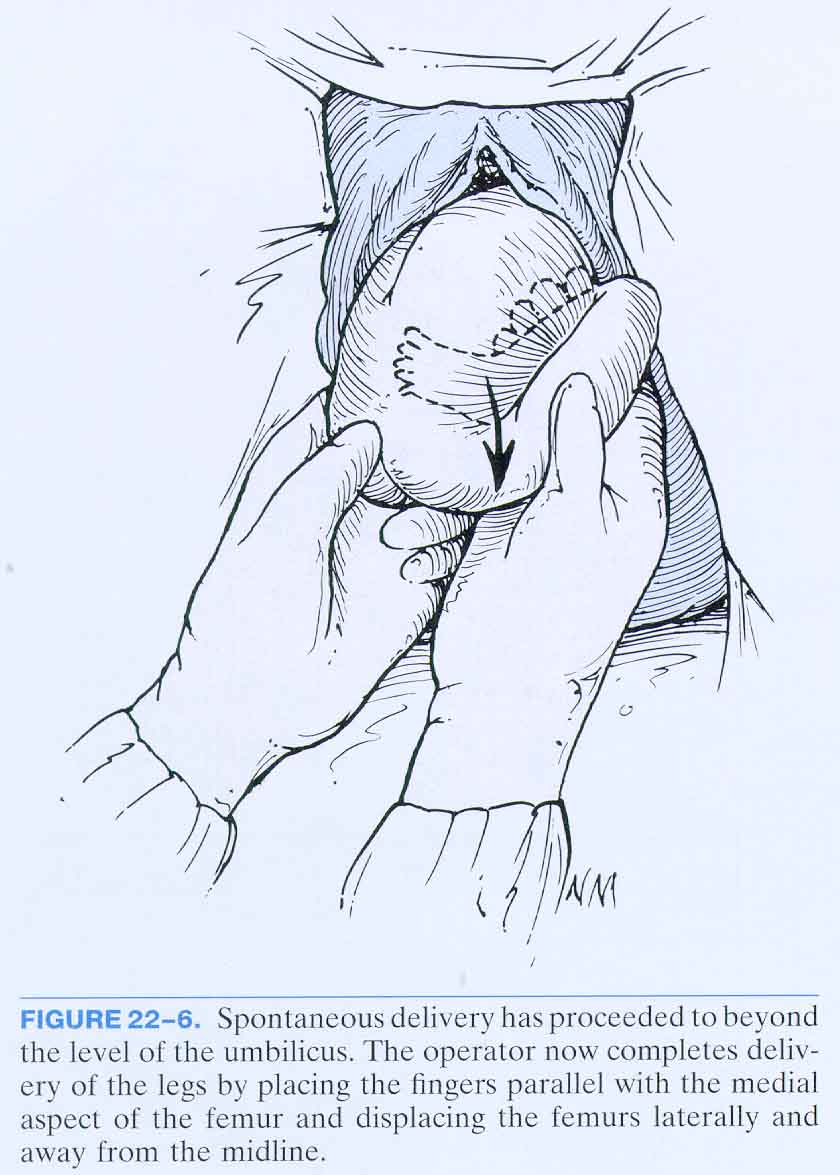 NM
FIGURE 22–6. Spontaneous delivery has proceeded to beyond
the level of the umbilicus. The operator now completes deliv-
ery of the legs by placing the fingers parallel with the medial
aspect of the femur and displacing the femurs laterally and
away from the midline.